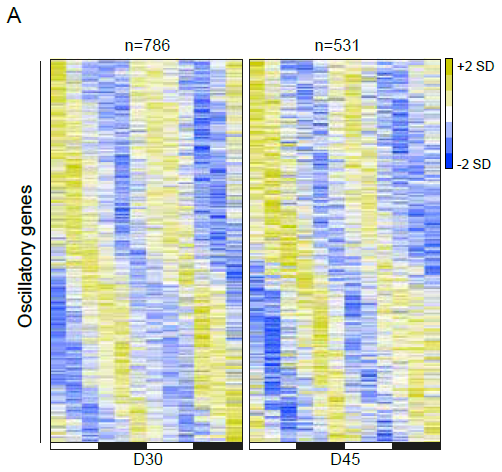 A
n=786
n=531
+2 SD
-2 SD
Oscillatory genes
D30
D45